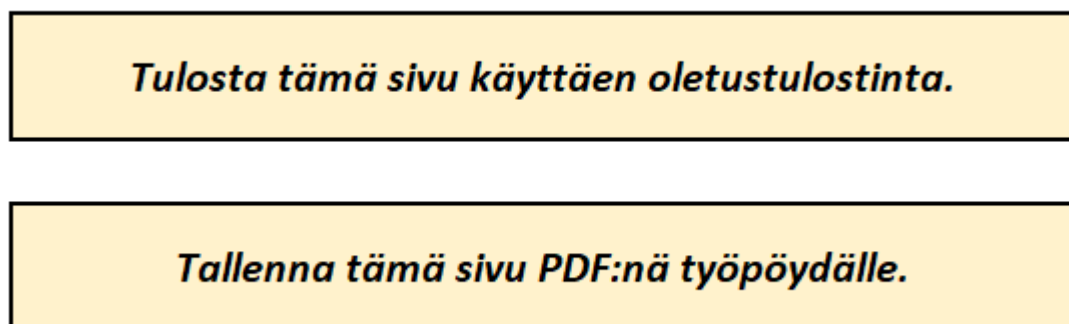 Tulosta tämä sivu käyttäen oletustulostinta.
Tallenna tämä sivu PDF:nä työpöydälle.